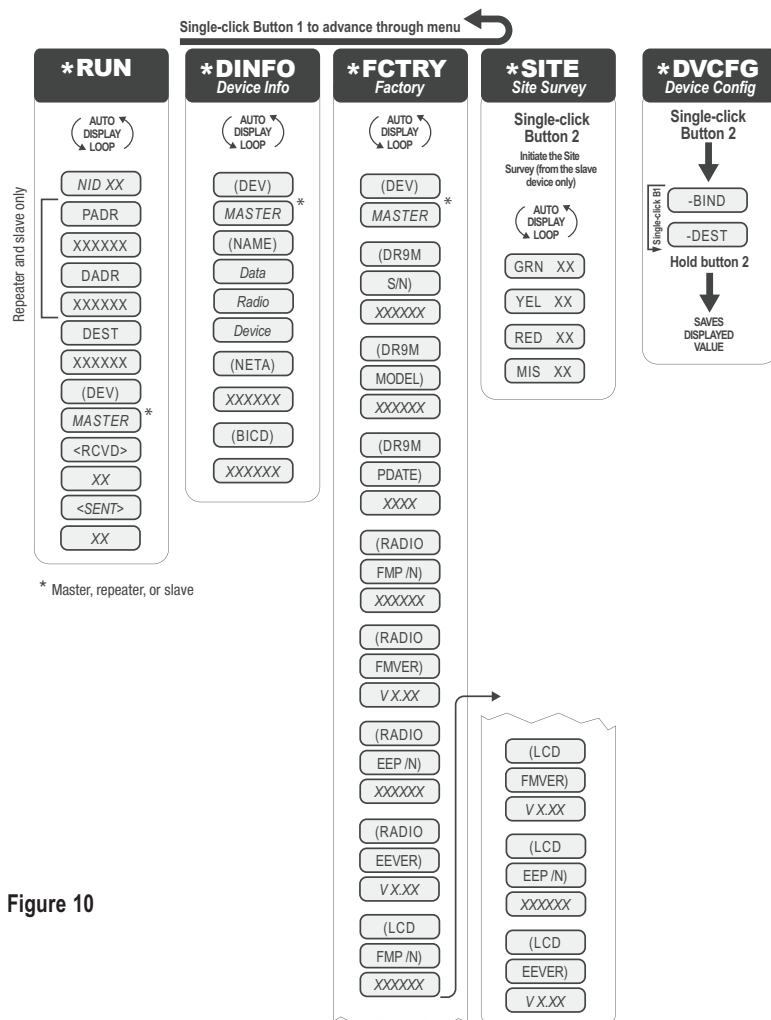 Single-click Button 1 to advance through menu
*RUN
AUTO
DISPLAY
LOOP
Repeater and slave only
NID XX
PADR
XXXXXX
DADR
XXXXXX
DEST
XXXXXX
(DEV)
MASTER *
<RCVD>
XX
<SENT>
XX
* Master, repeater, or slave
*DINFO
Device Info
AUTO
DISPLAY
LOOP
(DEV)
MASTER *
(NAME)
Data
Radio
Device
(NETA)
XXXXXX
(BICD)
XXXXXX
*FCTRY
Factory
AUTO
DISPLAY
LOOP
(DEV)
MASTER *
(DR9M
S/N)
XXXXXX
(DR9M
MODEL)
XXXXXX
(DR9M
PDATE)
XXXX
(RADIO
FMP /N)
XXXXXX
(RADIO
FMVER)
V X.XX
(RADIO
EEP /N)
XXXXXX
(RADIO
EEVER)
V X.XX
(LCD
FMP /N)
XXXXXX
(LCD
FMVER)
V X.XX
(LCD
EEP /N)
XXXXXX
(LCD
EEVER)
V X.XX
*SITE
Site Survey
Single-click
Button 2
Initiate the Site
Survey (from the slave
device only)
AUTO
DISPLAY
LOOP
GRN XX
YEL XX
RED XX
MIS XX
*DVCFG
Device Config
Single-click
Button 2
Single-click B1
-BIND
-DEST
Hold button 2
SAVES
DISPLAYED
VALUE
Figure 10